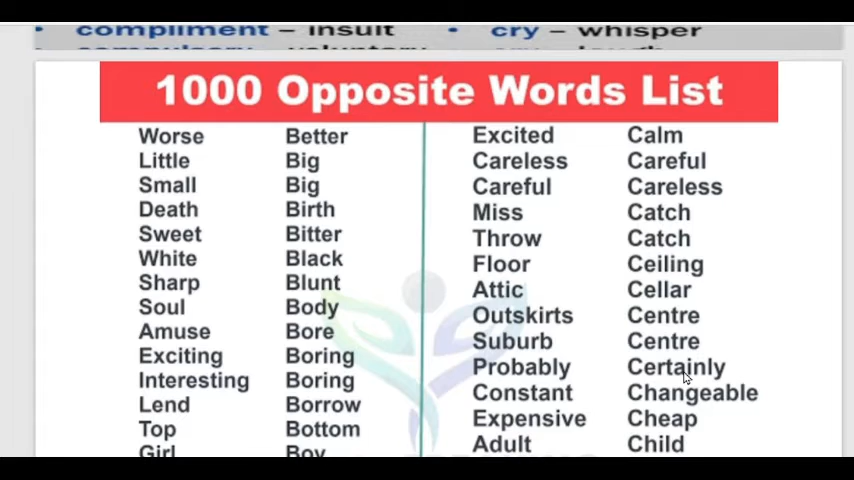 • compliment – insult
• cry – whisper
1000 Opposite Words List
Worse Better
Little Big
Small Big
Death Birth
Sweet Bitter
White Black
Sharp Blunt
Soul Body
Amuse Bore
Exciting Boring
Interesting Boring
Lend Borrow
Top Bottom
Girl Boy
Excited Calm
Careless Careful
Careful Careless
Miss Catch
Throw Catch
Floor Ceiling
Attic Cellar
Outskirts Centre
Suburb Centre
Probably Certainly
Constant Changeable
Expensive Cheap
Adult Child